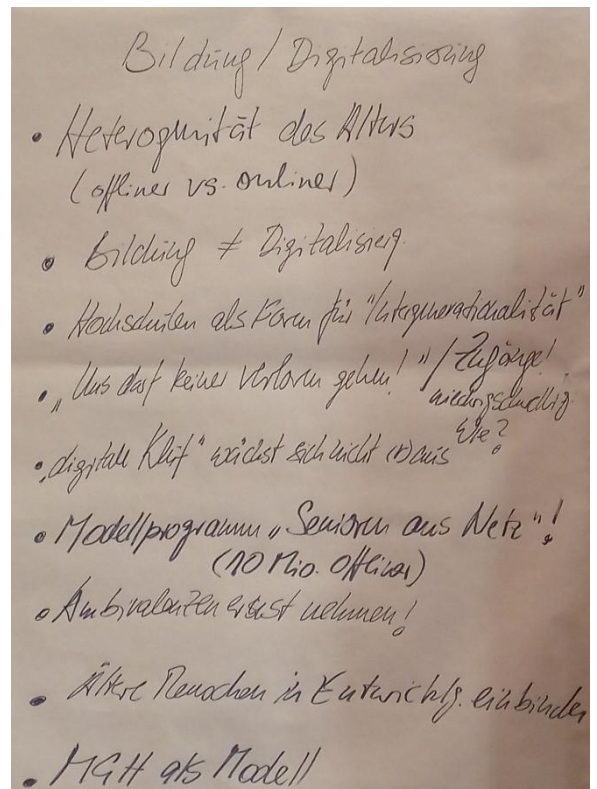 Bildung / Digitalisierung
• Heterogenität des Alters
(offliner vs. onliner)
• Bildung ≠ Digitalisierg.
• Hochschulen als Form für "Intergenerationalität"
• „Uns darf keiner verloren gehen!" / Zugänge!
niedrigschwellig
Wie?
• „digitale Kluft" wächst sich nicht (r)aus
• Modellprogramm „Senioren ans Netz"!
(10 Mio. Offliner)
• Ambivalenzen ernst nehmen!
• Ältere Menschen in Entwicklg. einbinden
• MGH als Modell